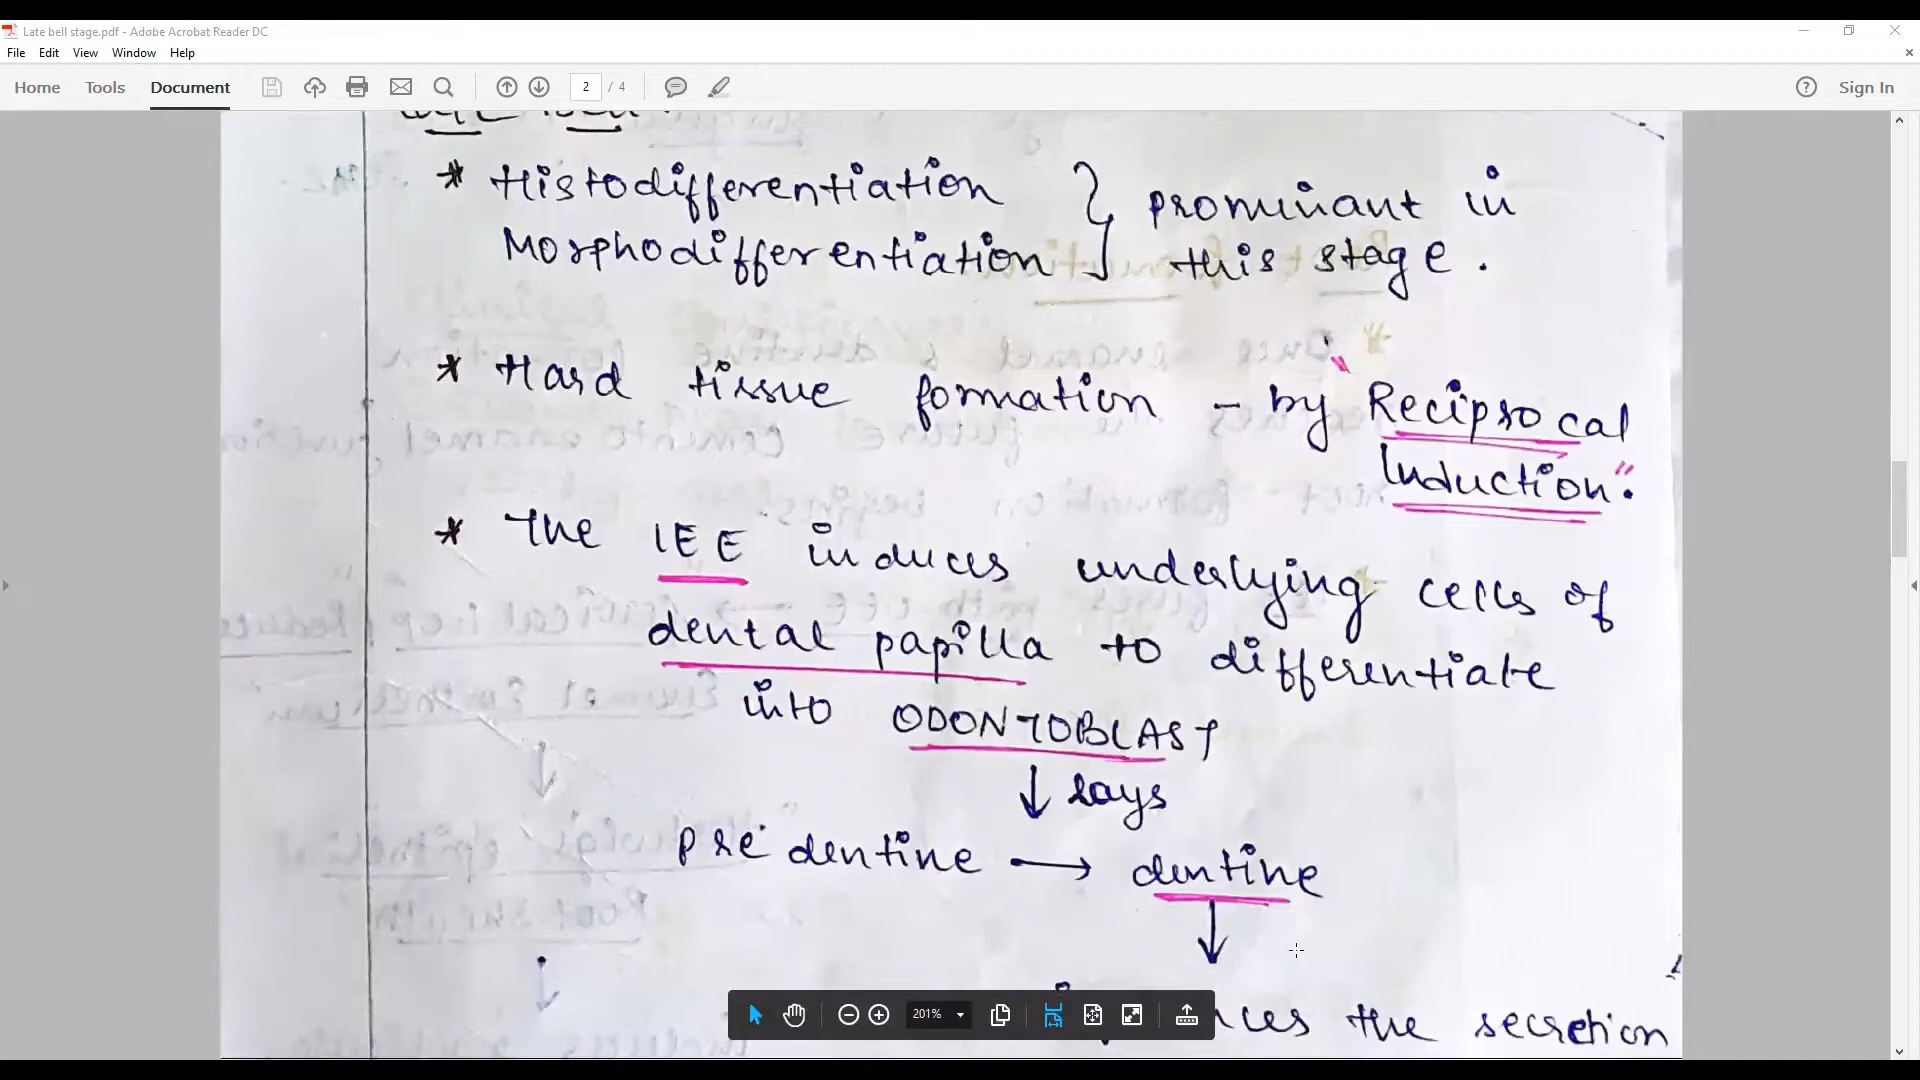 Late bell stage.pdf - Adobe Acrobat Reader DC
File Edit View Window Help
Home Tools Document 2 / 4 Sign In
* Histodifferentiation } prominant in
Morphodifferentiation this stage.
* Hard tissue formation - by "Reciprocal
Induction".
* The IEE induces underlying cells of
dental papilla to differentiate
into ODONTOBLAST
↓ lays
Pre dentine → dentine
↓
the secretion
201%